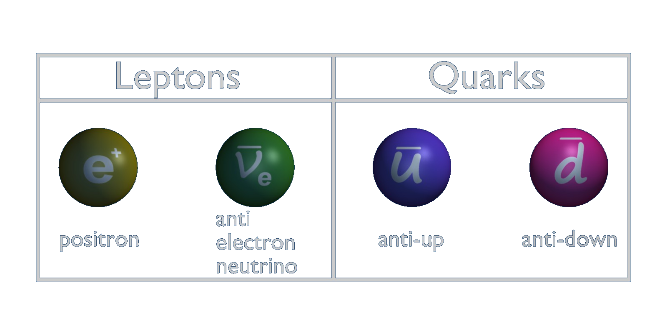 Leptons Quarks
e+ ν̅e u̅ d̅
positron anti electron neutrino anti-up anti-down